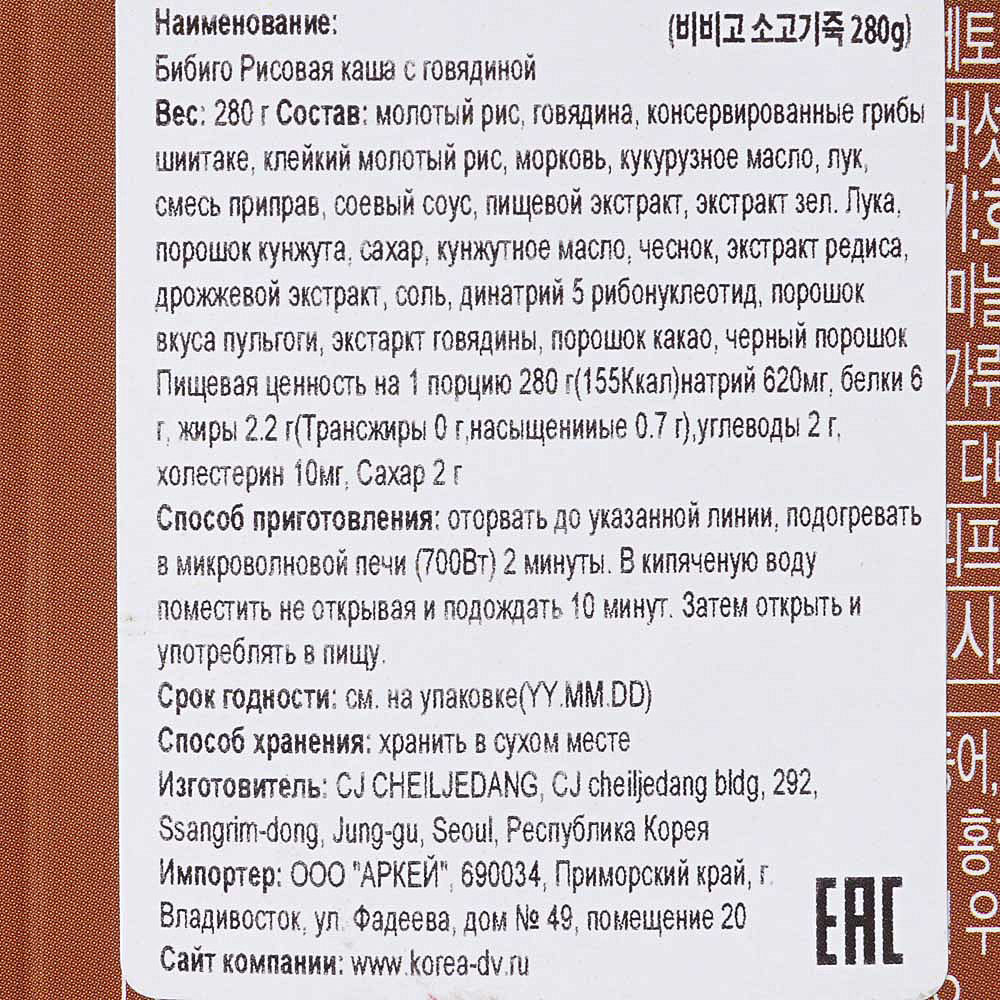 Наименование: (비비고 소고기죽 280g)
Бибиго Рисовая каша с говядиной
Вес: 280 г Состав: молотый рис, говядина, консервированные грибы
шиитаке, клейкий молотый рис, морковь, кукурузное масло, лук,
смесь приправ, соевый соус, пищевой экстракт, экстракт зел. Лука,
порошок кунжута, сахар, кунжутное масло, чеснок, экстракт редиса,
дрожжевой экстракт, соль, динатрий 5 рибонуклеотид, порошок
вкуса пульгоги, экстаркт говядины, порошок какао, черный порошок
Пищевая ценность на 1 порцию 280 г(155Ккал)натрий 620мг, белки 6
г, жиры 2.2 г(Трансжиры 0 г,насыщенниые 0.7 г),углеводы 2 г,
холестерин 10мг, Сахар 2 г
Способ приготовления: оторвать до указанной линии, подогревать
в микроволновой печи (700Вт) 2 минуты. В кипяченую воду
поместить не открывая и подождать 10 минут. Затем открыть и
употреблять в пищу.
Срок годности: см. на упаковке(YY.MM.DD)
Способ хранения: хранить в сухом месте
Изготовитель: CJ CHEILJEDANG, CJ cheiljedang bldg, 292,
Ssangrim-dong, Jung-gu, Seoul, Республика Корея
Импортер: ООО "АРКЕЙ", 690034, Приморский край, г.
Владивосток, ул. Фадеева, дом № 49, помещение 20
Сайт компании: www.korea-dv.ru
EAC